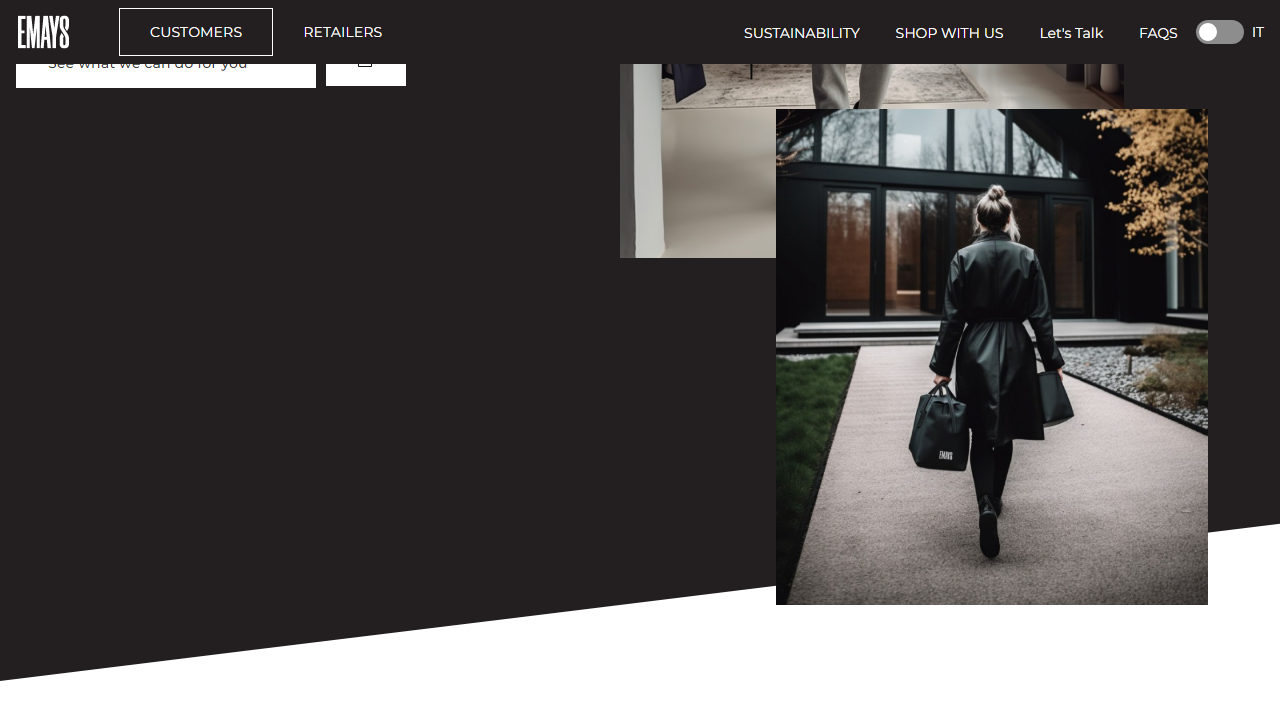 EMAYS
CUSTOMERS
RETAILERS
SUSTAINABILITY
SHOP WITH US
Let's Talk
FAQS
IT
See what we can do for you
EMAYS